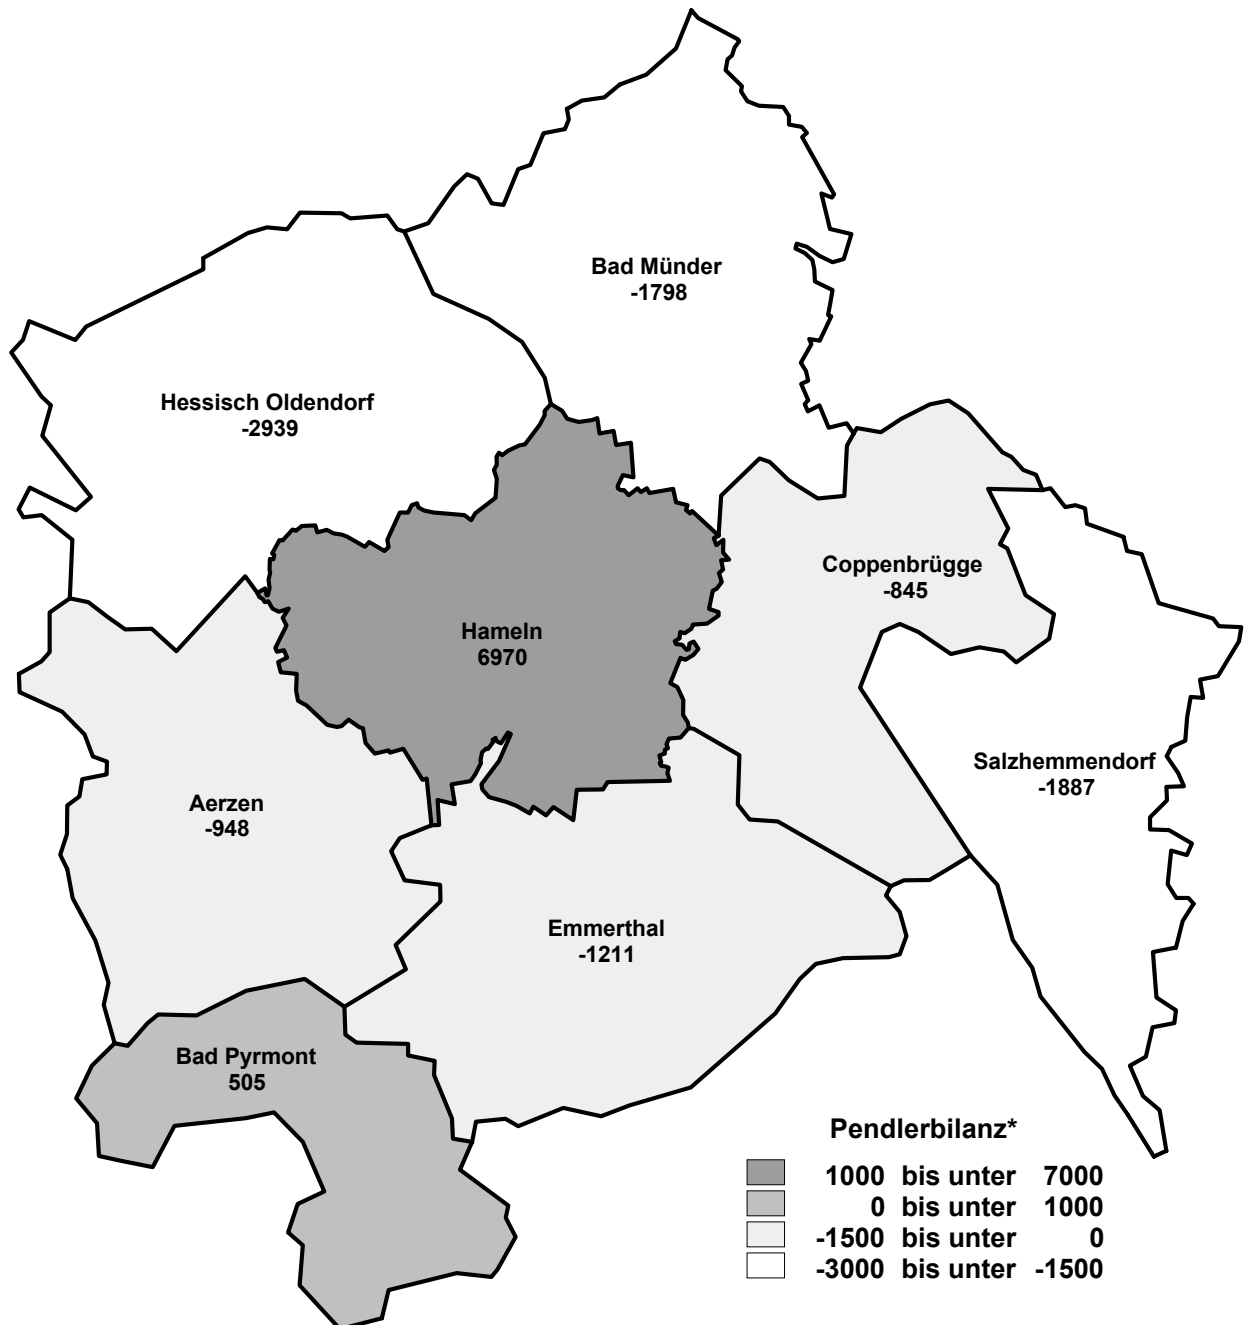 Bad Münder
-1798
Hessisch Oldendorf
-2939
Coppenbrügge
-845
Hameln
6970
Salzhemmendorf
-1887
Aerzen
-948
Emmerthal
-1211
Bad Pyrmont
505
Pendlerbilanz*
1000 bis unter 7000
0 bis unter 1000
-1500 bis unter 0
-3000 bis unter -1500